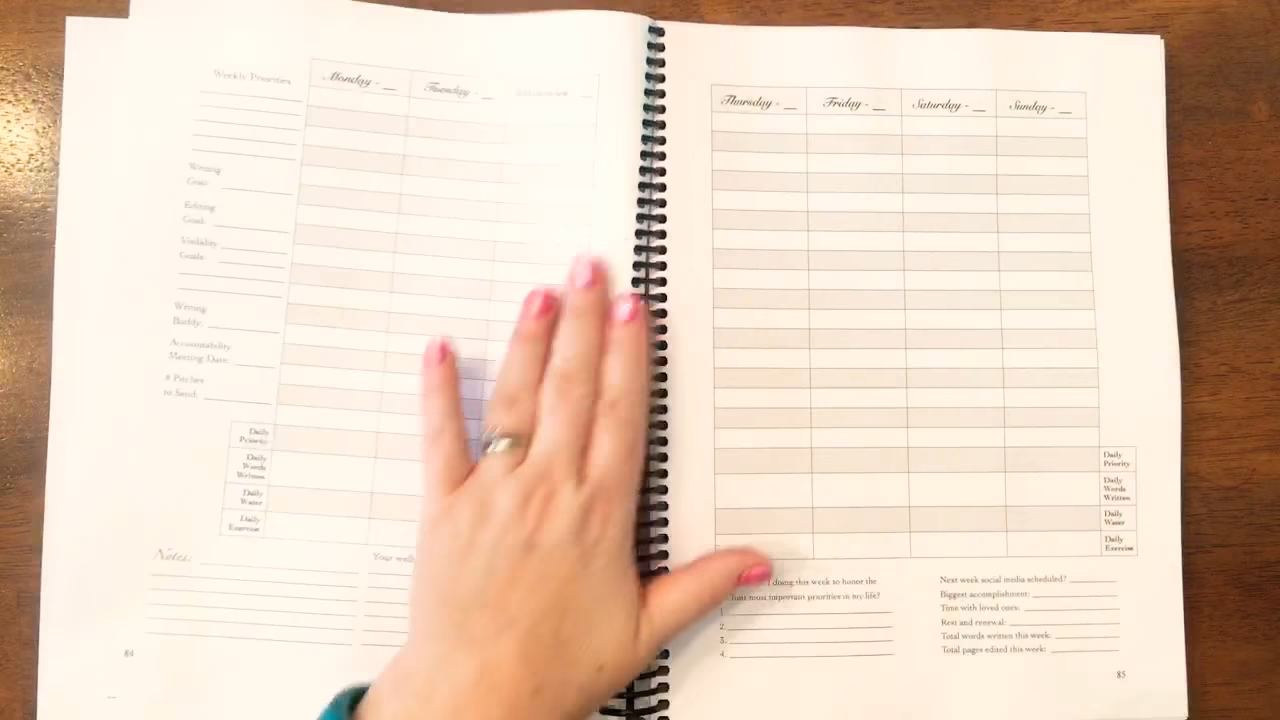 Weekly Priorities
Monday - __
Tuesday - __
Writing
Goal:
Editing
Goal:
Visibility
Goals:
Writing
Buddy:
Accountability
Meeting Date:
# Pitches
to Send:
Daily
Priority
Daily
Words
Written
Daily
Water
Daily
Exercise
Notes:
Your well
84
Thursday - __
Friday - __
Saturday - __
Sunday - __
Daily
Priority
Daily
Words
Written
Daily
Water
Daily
Exercise
I doing this week to honor the
most important priorities in my life?
1.
2.
3.
4.
Next week social media scheduled?
Biggest accomplishment:
Time with loved ones:
Rest and renewal:
Total words written this week:
Total pages edited this week:
85